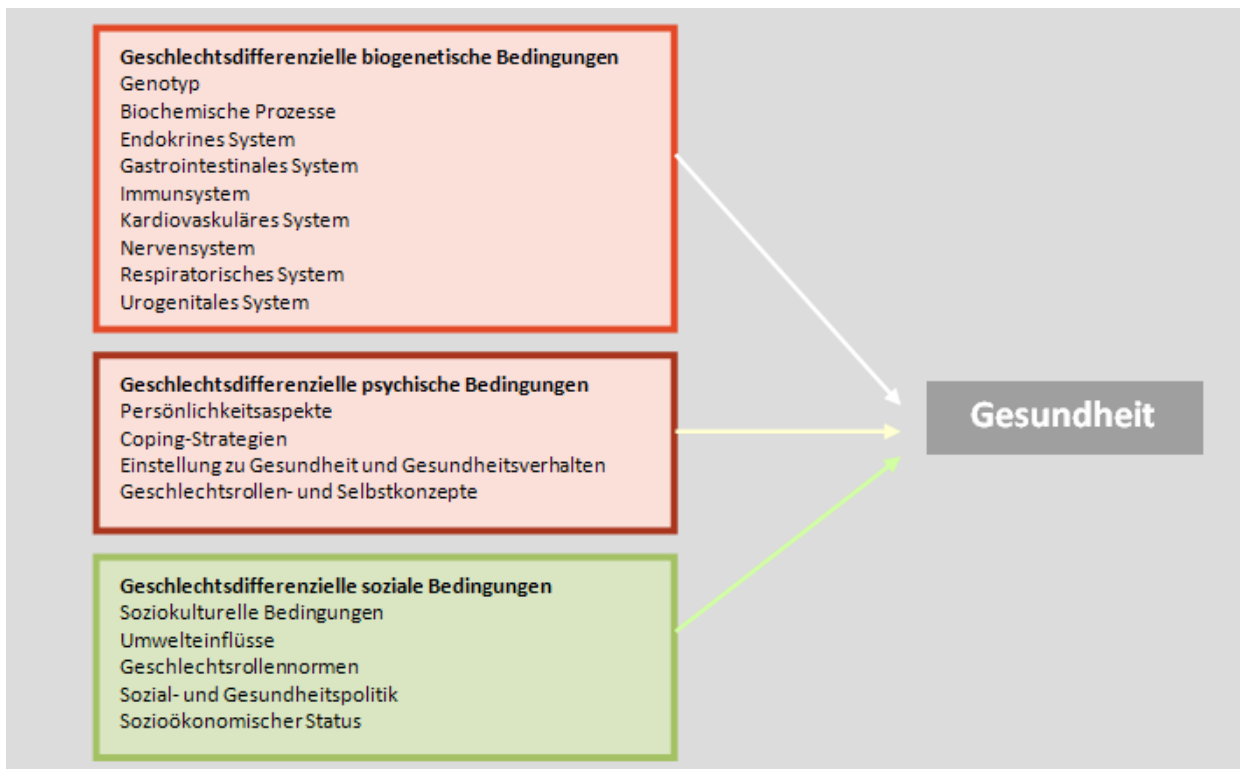 Geschlechtsdifferenzielle biogenetische Bedingungen
Genotyp
Biochemische Prozesse
Endokrines System
Gastrointestinales System
Immunsystem
Kardiovaskuläres System
Nervensystem
Respiratorisches System
Urogenitales System
Geschlechtsdifferenzielle psychische Bedingungen
Persönlichkeitsaspekte
Coping-Strategien
Einstellung zu Gesundheit und Gesundheitsverhalten
Geschlechtsrollen- und Selbstkonzepte
Gesundheit
Geschlechtsdifferenzielle soziale Bedingungen
Soziokulturelle Bedingungen
Umwelteinflüsse
Geschlechtsrollennormen
Sozial- und Gesundheitspolitik
Sozioökonomischer Status